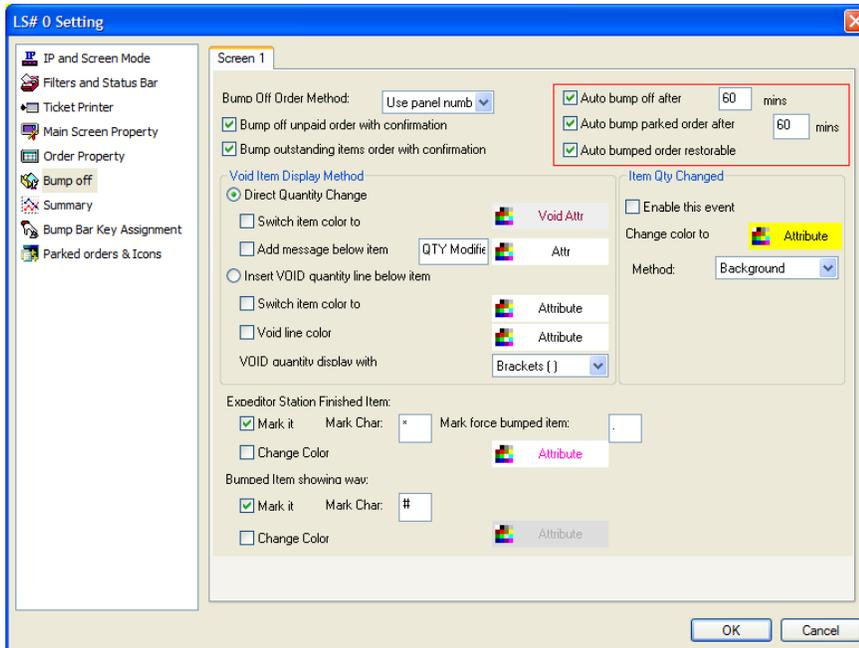 LS# 0 Setting
IP and Screen Mode
Filters and Status Bar
Ticket Printer
Main Screen Property
Order Property
Bump off
Summary
Bump Bar Key Assignment
Parked orders & Icons
Screen 1
Bump Off Order Method: Use panel numb
Bump off unpaid order with confirmation
Bump outstanding items order with confirmation
Auto bump off after 60 mins
Auto bump parked order after 60 mins
Auto bumped order restorable
Void Item Display Method
Direct Quantity Change
Switch item color to Void Attr
Add message below item QTY Modifie Attr
Insert VOID quantity line below item
Switch item color to Attribute
Void line color Attribute
VOID quantity display with Brackets ( )
Item Qty Changed
Enable this event
Change color to Attribute
Method: Background
Expeditor Station Finished Item:
Mark it Mark Char: * Mark force bumped item: .
Change Color Attribute
Bumped Item showing way:
Mark it Mark Char: #
Change Color Attribute
OK Cancel